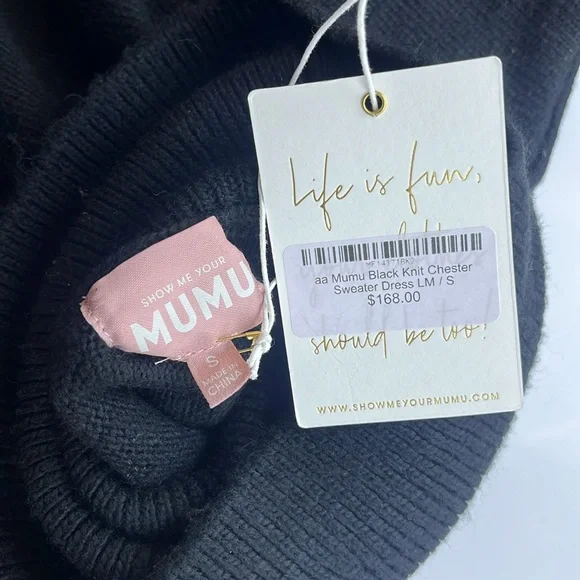 SHOW ME YOUR
MUMU
S
MADE IN
CHINA
Life is fun,
aa Mumu Black Knit Chester
Sweater Dress LM / S
$168.00
should be too!
WWW.SHOWMEYOURMUMU.COM